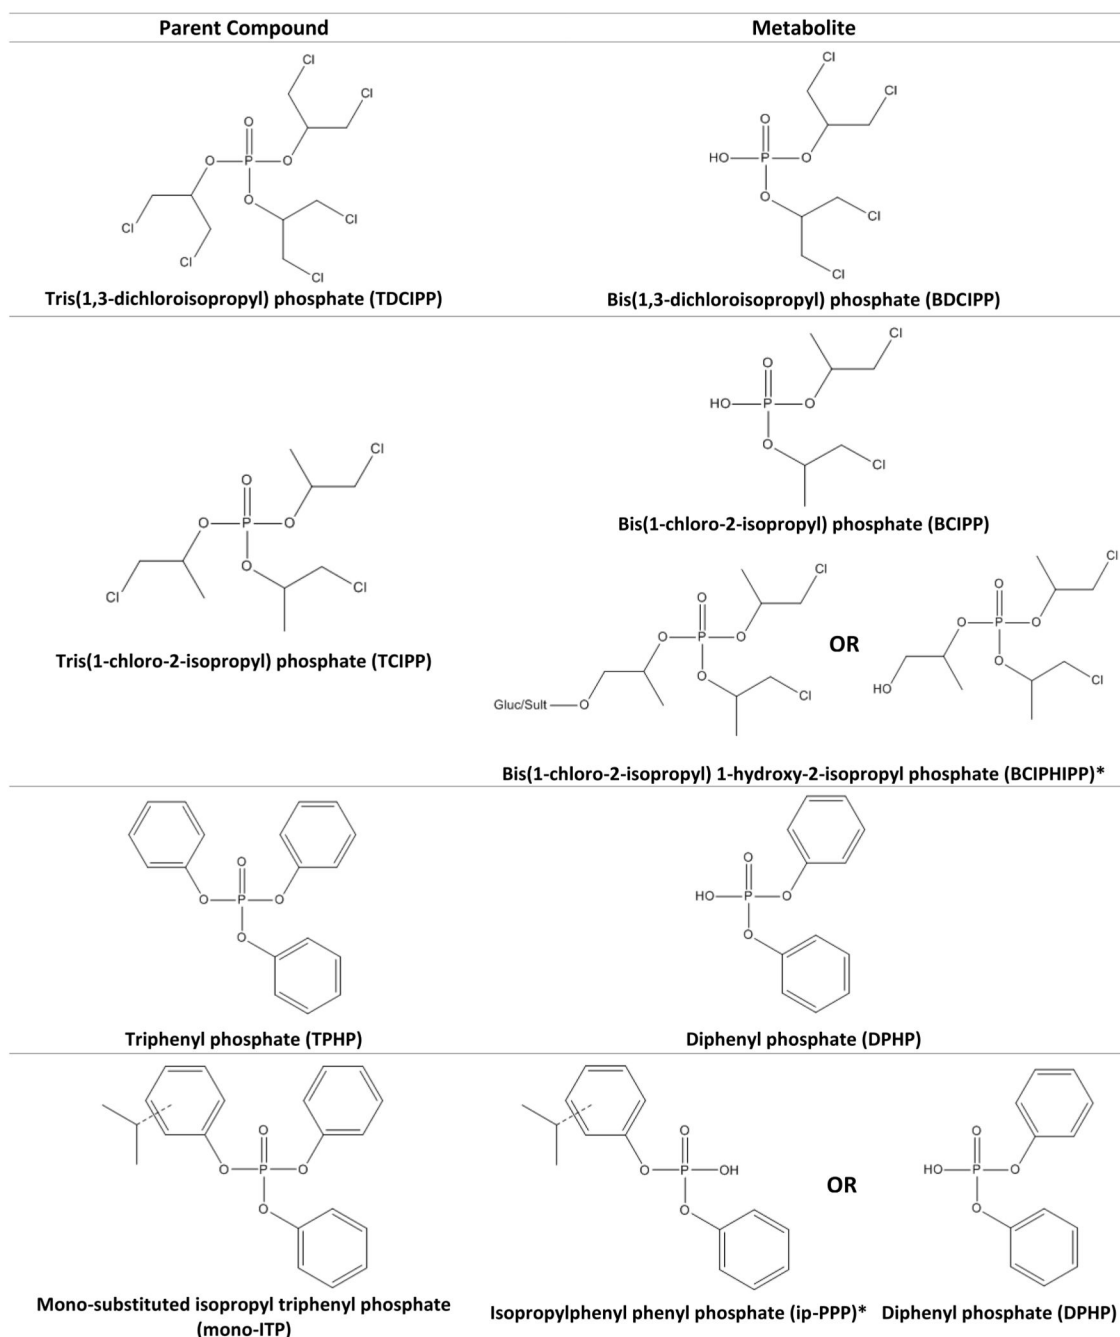 Parent Compound
Metabolite
Cl
Cl
O
O
P
O
O
Cl
Cl
Cl
Cl
Tris(1,3-dichloroisopropyl) phosphate (TDCIPP)
Cl
Cl
O
HO
P
O
O
Cl
Cl
Bis(1,3-dichloroisopropyl) phosphate (BDCIPP)
Cl
O
O
P
O
O
Cl
Cl
Tris(1-chloro-2-isopropyl) phosphate (TCIPP)
Cl
O
HO
P
O
O
Cl
Bis(1-chloro-2-isopropyl) phosphate (BCIPP)
Cl
O
O
P
O
O
Cl
Gluc/Sult
O
OR
Cl
O
O
P
O
O
Cl
HO
Bis(1-chloro-2-isopropyl) 1-hydroxy-2-isopropyl phosphate (BCIPHIPP)*
O
O
P
O
O
Triphenyl phosphate (TPHP)
O
HO
P
O
O
Diphenyl phosphate (DPHP)
O
O
P
O
O
Mono-substituted isopropyl triphenyl phosphate
(mono-ITP)
O
O
P
OH
O
Isopropylphenyl phenyl phosphate (ip-PPP)*
OR
O
HO
P
O
O
Diphenyl phosphate (DPHP)